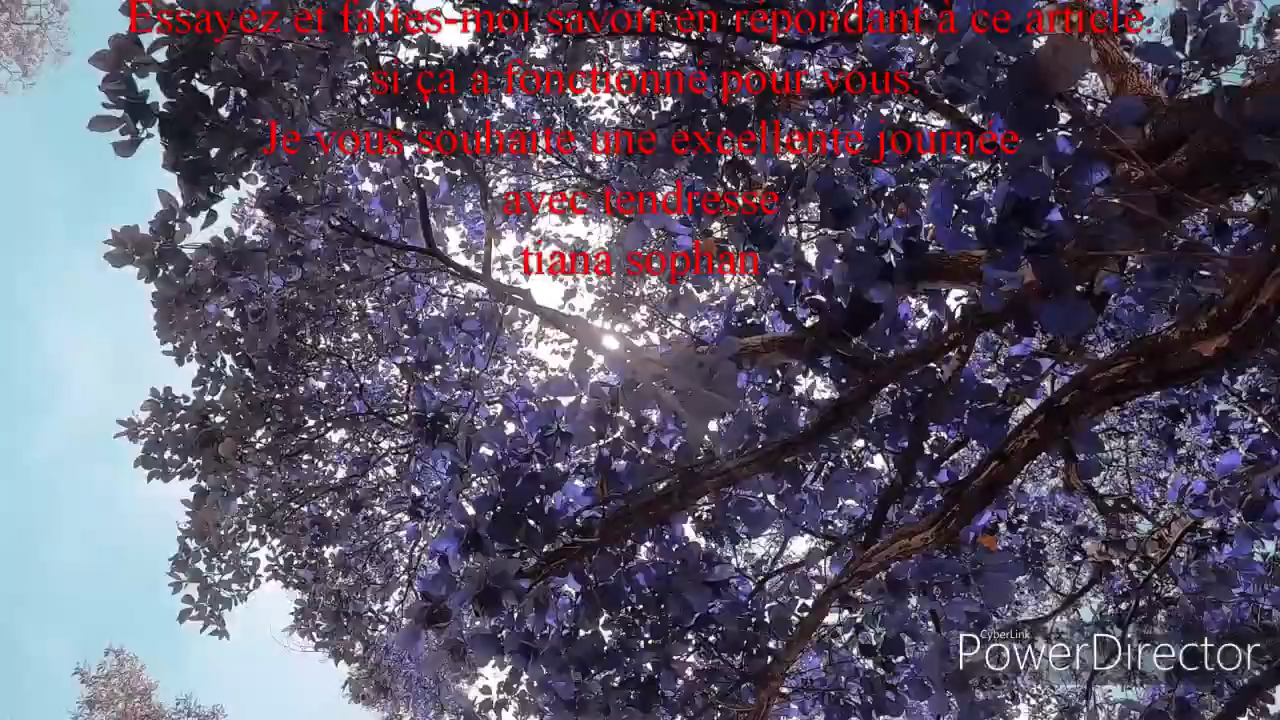 Essayez et faites-moi savoir en répondant à ce article.
si ça a fonctionné pour vous.
Je vous souhaite une excellente journée
avec tendresse
tiana sophan
CyberLink
PowerDirector